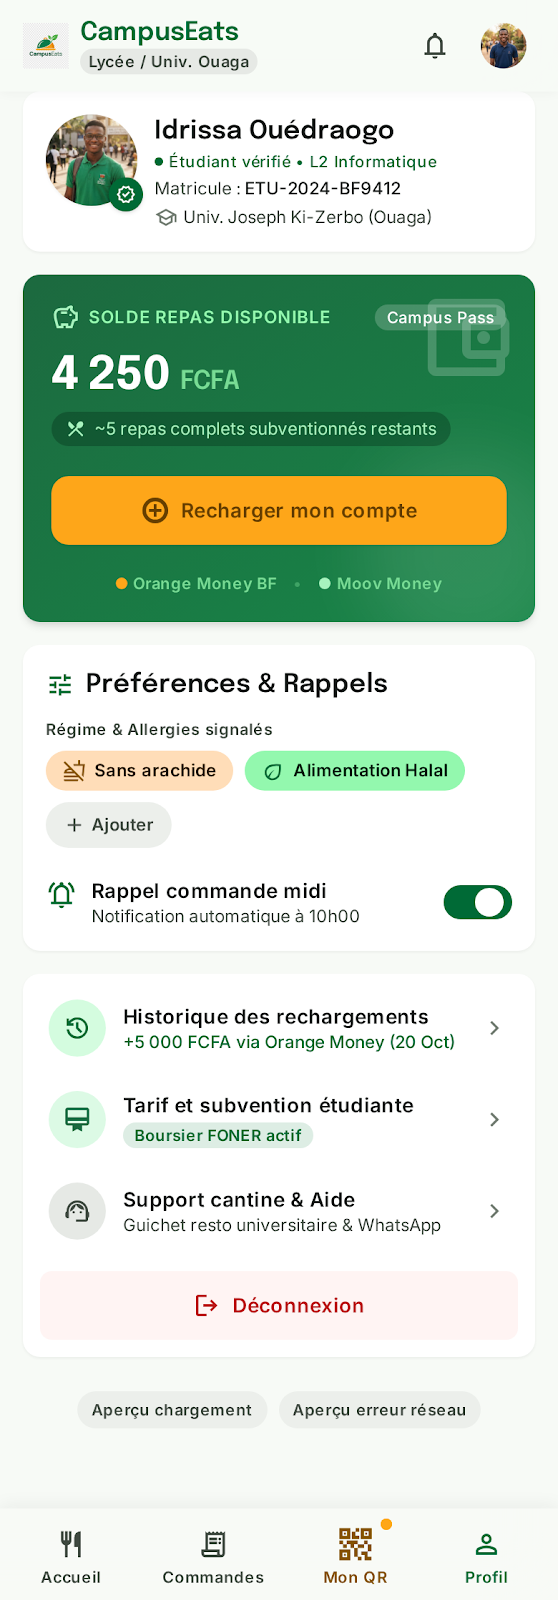 CampusEats
CampusEats
Lycée / Univ. Ouaga
Idrissa Ouédraogo
Étudiant vérifié • L2 Informatique
Matricule : ETU-2024-BF9412
Univ. Joseph Ki-Zerbo (Ouaga)
SOLDE REPAS DISPONIBLE
Campus Pass
4 250 FCFA
~5 repas complets subventionnés restants
Recharger mon compte
Orange Money BF • Moov Money
Préférences & Rappels
Régime & Allergies signalés
Sans arachide
Alimentation Halal
+ Ajouter
Rappel commande midi
Notification automatique à 10h00
Historique des rechargements
+5 000 FCFA via Orange Money (20 Oct)
Tarif et subvention étudiante
Boursier FONER actif
Support cantine & Aide
Guichet resto universitaire & WhatsApp
Déconnexion
Aperçu chargement
Aperçu erreur réseau
Accueil
Commandes
Mon QR
Profil